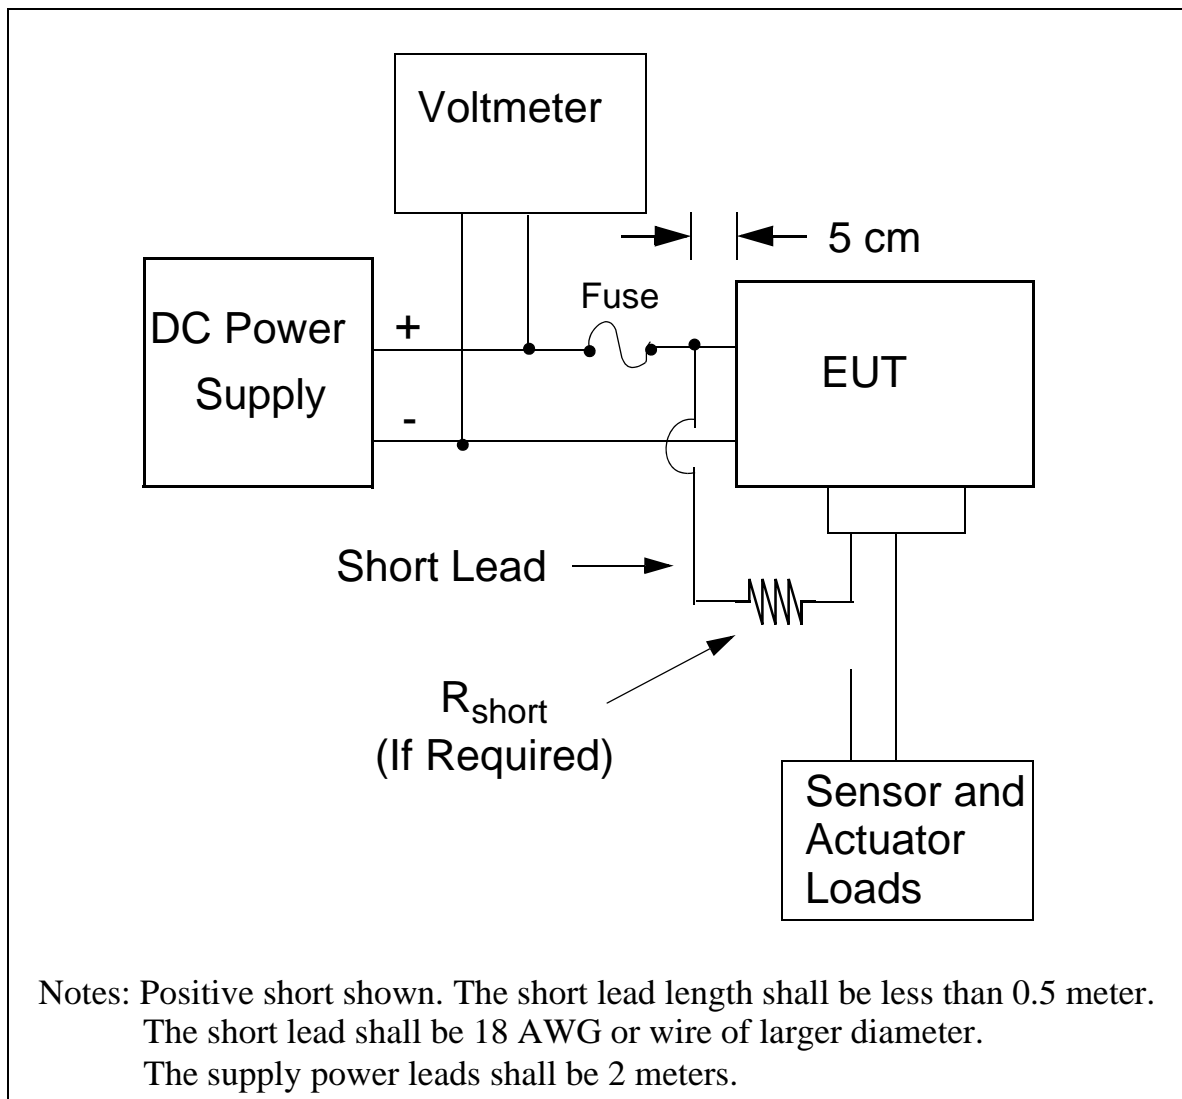 Voltmeter
5 cm
Fuse
DC Power
Supply
+
-
EUT
Short Lead
Rshort
(If Required)
Sensor and
Actuator
Loads
Notes: Positive short shown. The short lead length shall be less than 0.5 meter.
The short lead shall be 18 AWG or wire of larger diameter.
The supply power leads shall be 2 meters.